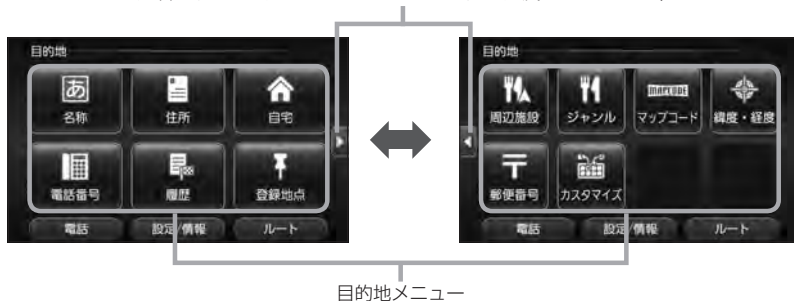 目的地
目的地
あ
名称 住所 自宅
周辺施設 ジャンル マップコード 緯度・経度
MAPCODE
電話番号 履歴 登録地点
〒
郵便番号 カスタマイズ
電話 設定/情報 ルート
電話 設定/情報 ルート
目的地メニュー